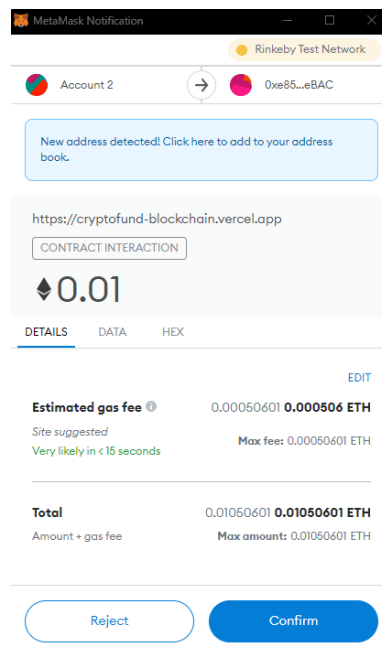 MetaMask Notification
Rinkeby Test Network
Account 2
0xe85...eBAC
New address detected! Click here to add to your address
book.
https://cryptofund-blockchain.vercel.app
CONTRACT INTERACTION
0.01
DETAILS DATA HEX
EDIT
Estimated gas fee 0.00050601 0.000506 ETH
Site suggested Max fee: 0.00050601 ETH
Very likely in < 15 seconds
Total 0.01050601 0.01050601 ETH
Amount + gas fee Max amount: 0.01050601 ETH
Reject Confirm